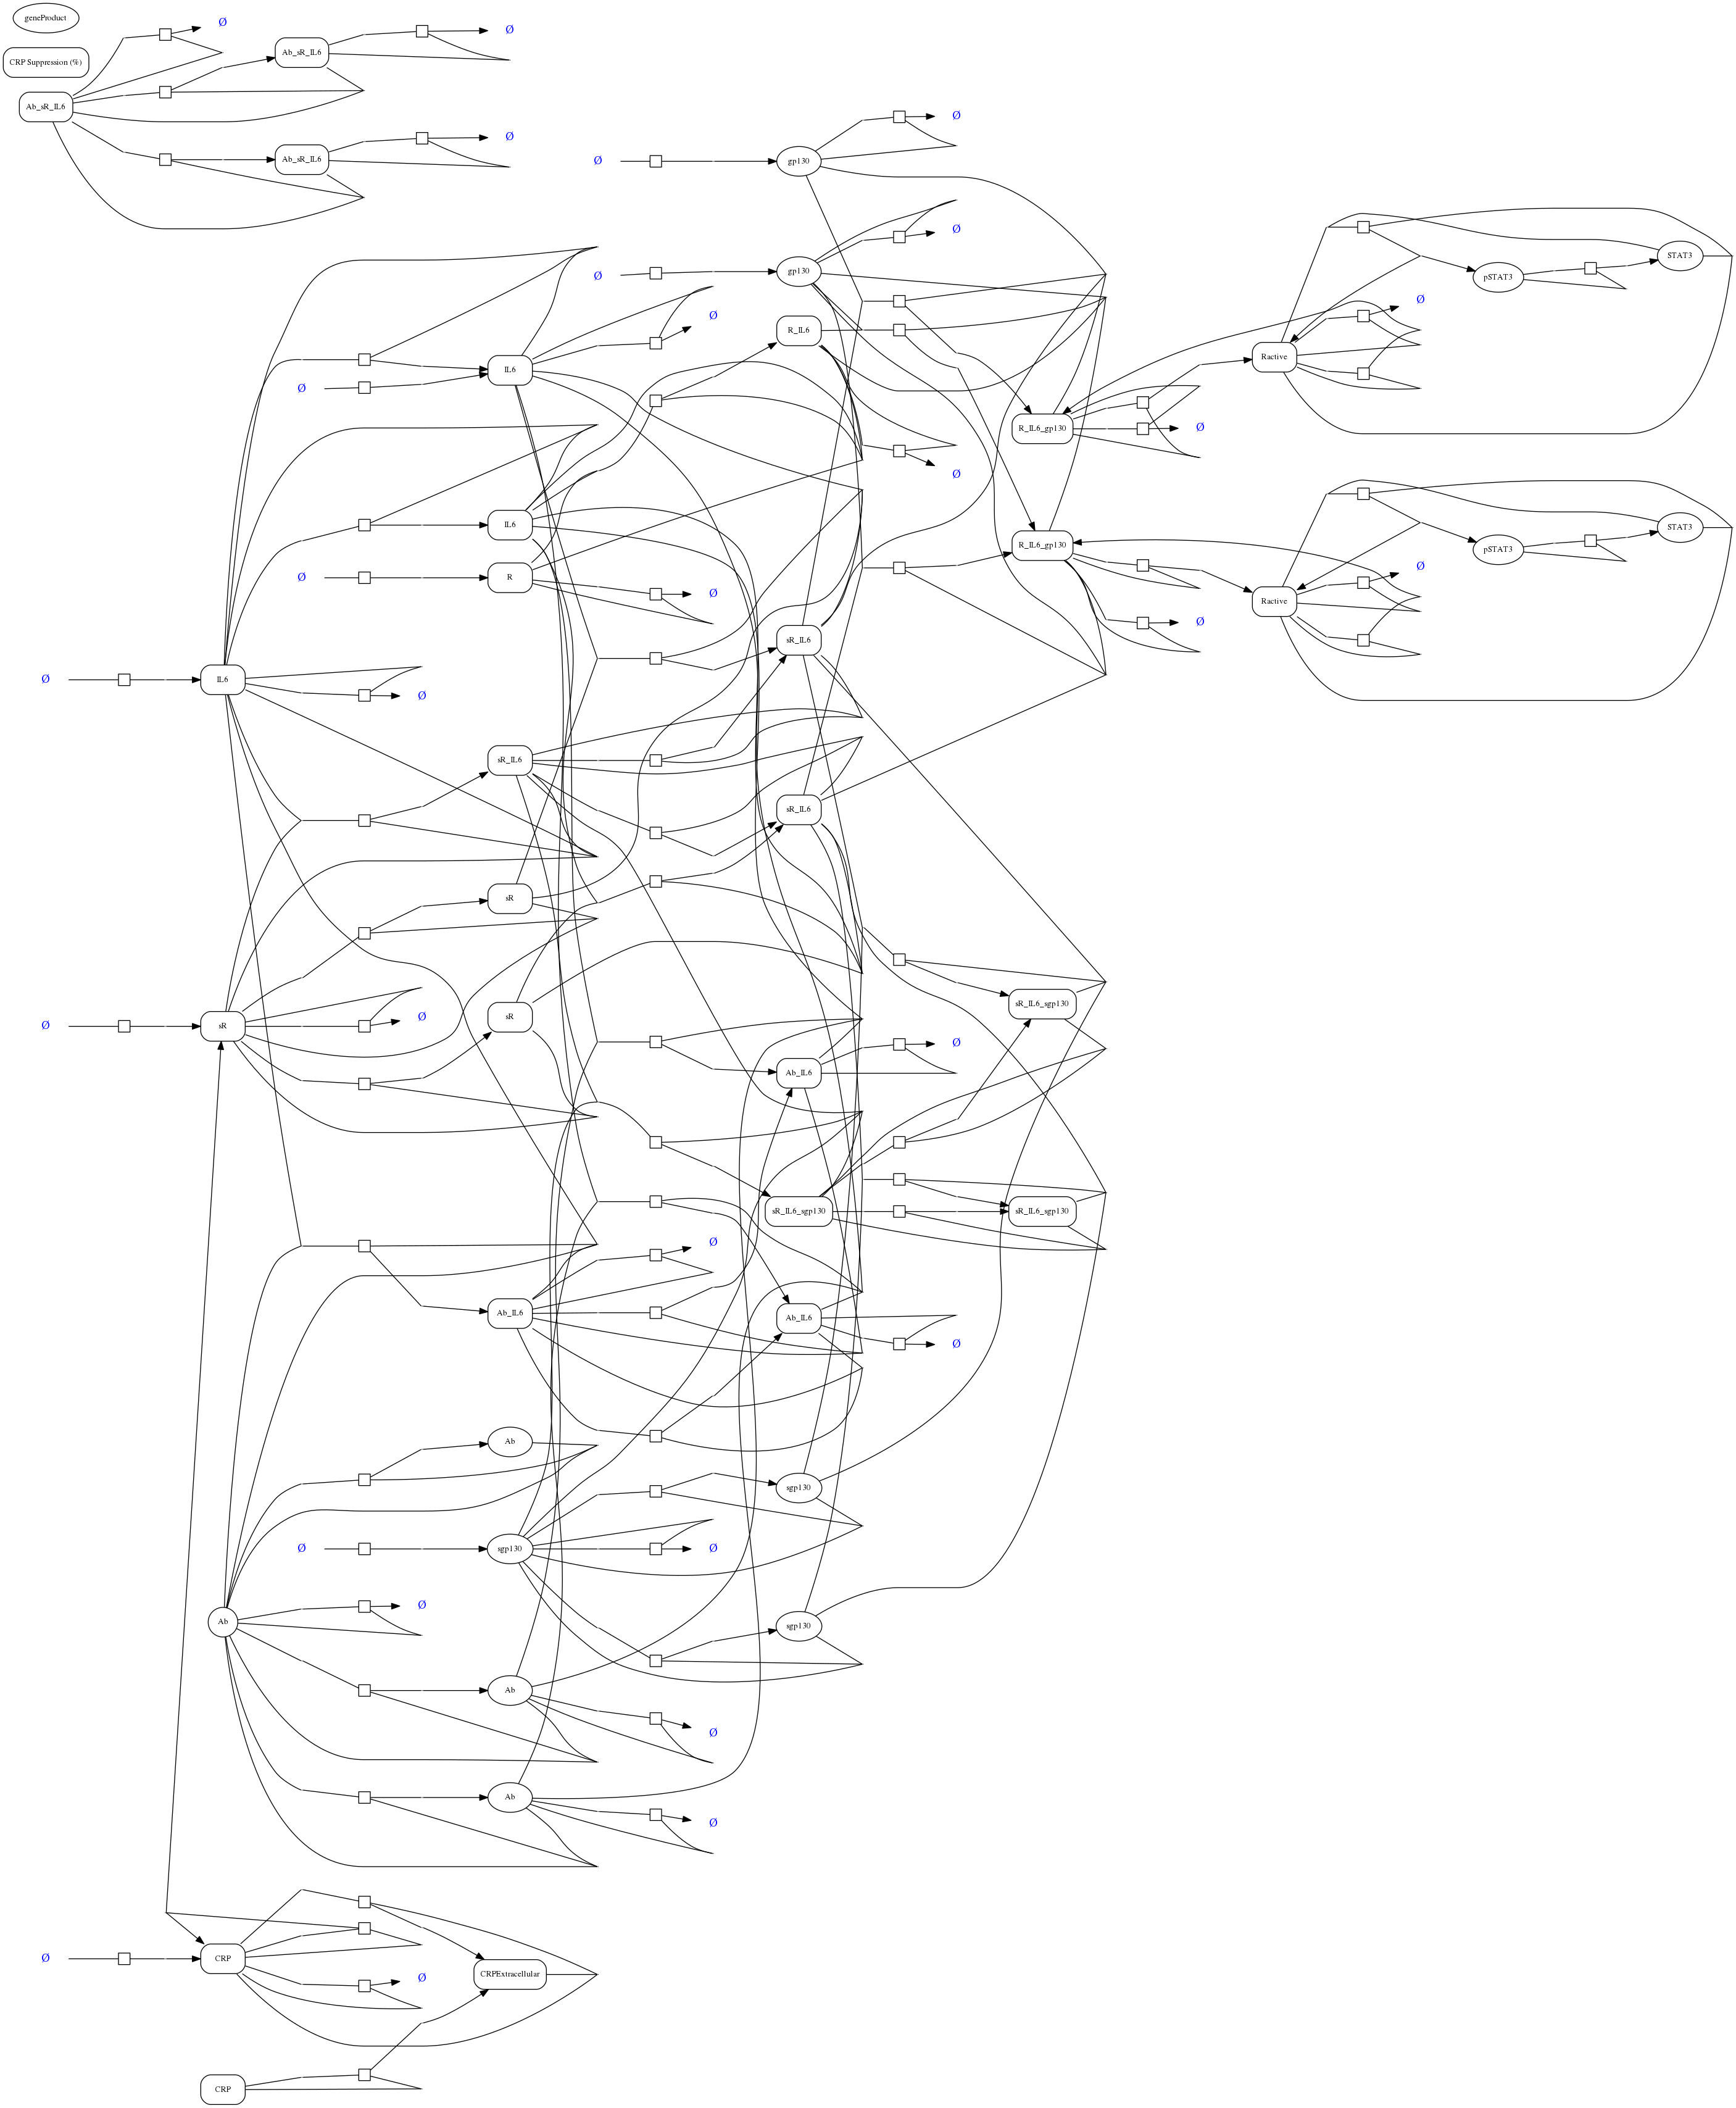 geneProduct
Ø
Ab_sR_IL6
Ø
CRP Suppression (%)
Ab_sR_IL6
Ø
Ab_sR_IL6
Ø
Ø
gp130
Ø
Ø
gp130
STAT3
pSTAT3
Ø
Ø
R_IL6
Ractive
IL6
Ø
R_IL6_gp130
Ø
Ø
IL6
STAT3
R_IL6_gp130
pSTAT3
Ø
Ø
R
Ø
Ractive
Ø
sR_IL6
Ø
IL6
Ø
sR_IL6
sR_IL6
sR
sR_IL6_sgp130
sR
Ø
Ø
sR
Ø
Ab_IL6
sR_IL6_sgp130
sR_IL6_sgp130
Ø
Ab_IL6
Ab_IL6
Ø
Ab
sgp130
Ø
sgp130
Ø
Ø
Ab
sgp130
Ab
Ø
Ab
Ø
Ø
CRP
CRPExtracellular
Ø
CRP